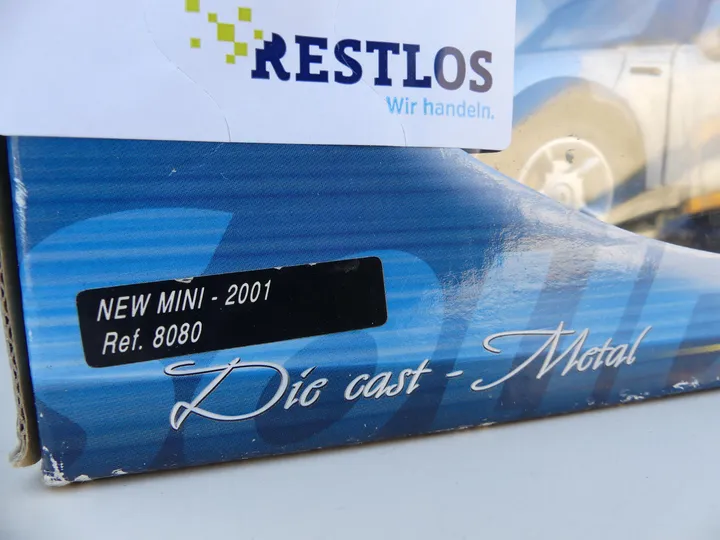 RESTLOS
Wir handeln.
NEW MINI - 2001
Ref. 8080
Die cast - Metal